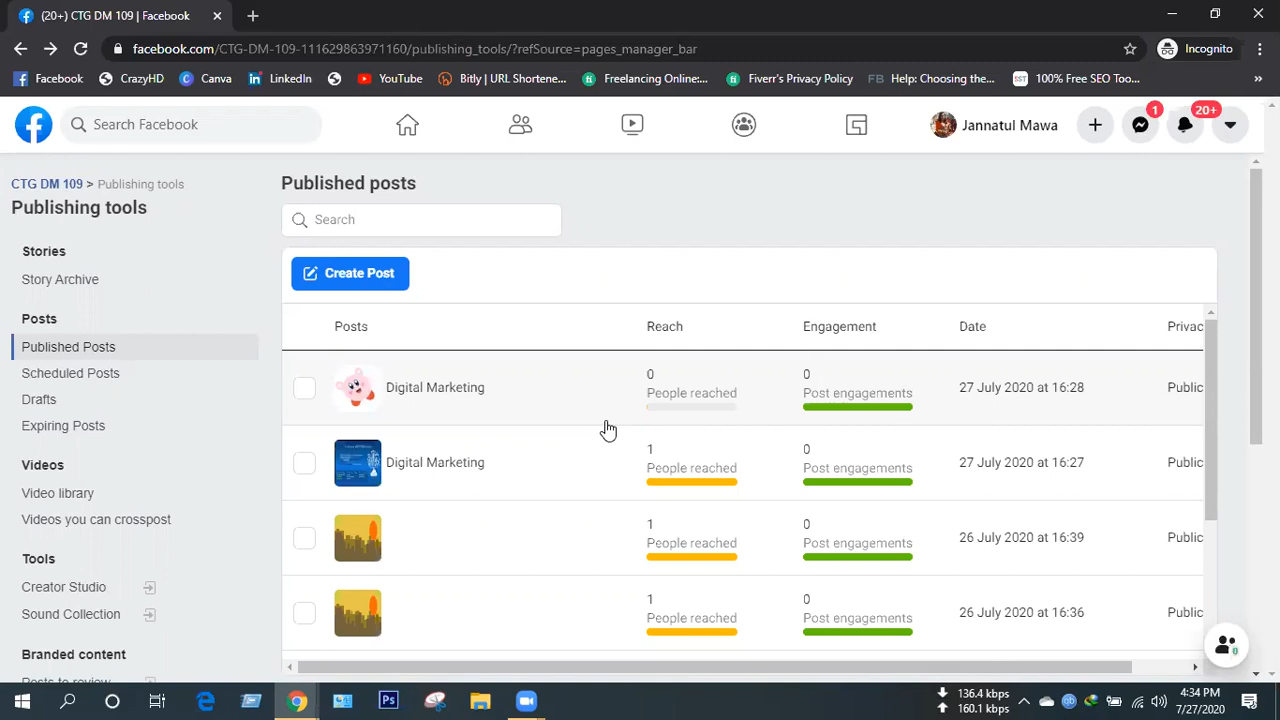 (20+) CTG DM 109 | Facebook
facebook.com/CTG-DM-109-111629863971160/publishing_tools/?refSource=pages_manager_bar
Incognito
Facebook
CrazyHD
Canva
LinkedIn
YouTube
Bitly | URL Shortene...
Freelancing Online:...
Fiverr's Privacy Policy
FB Help: Choosing the...
SST 100% Free SEO Too...
Search Facebook
Jannatul Mawa
1
20+
CTG DM 109 > Publishing tools
Publishing tools
Stories
Story Archive
Posts
Published Posts
Scheduled Posts
Drafts
Expiring Posts
Videos
Video library
Videos you can crosspost
Tools
Creator Studio
Sound Collection
Branded content
Posts to review
Published posts
Search
Create Post
Posts Reach Engagement Date Privac
Digital Marketing
0
People reached
0
Post engagements
27 July 2020 at 16:28
Public
Digital Marketing
1
People reached
0
Post engagements
27 July 2020 at 16:27
Public
1
People reached
0
Post engagements
26 July 2020 at 16:39
Public
1
People reached
0
Post engagements
26 July 2020 at 16:36
Public
0
Ps
136.4 kbps
160.1 kbps
4:34 PM
7/27/2020